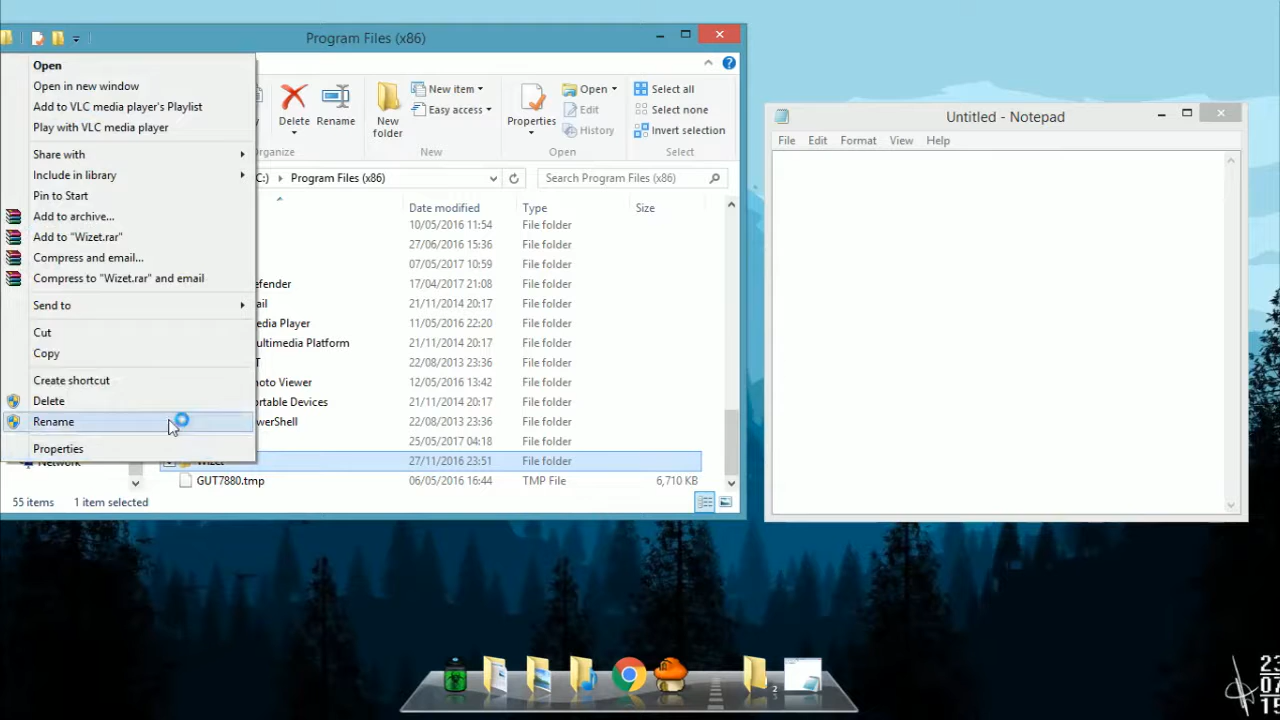 Program Files (x86)
Open
Open in new window
Add to VLC media player's Playlist
Play with VLC media player
Share with
Include in library
Pin to Start
Add to archive...
Add to "Wizet.rar"
Compress and email...
Compress to "Wizet.rar" and email
Send to
Cut
Copy
Create shortcut
Delete
Rename
Properties
Delete
Rename
Organize
New folder
New item
Easy access
New
Properties
Open
Edit
History
Open
Select all
Select none
Invert selection
Select
C:) Program Files (x86)
Search Program Files (x86)
Date modified Type Size
10/05/2016 11:54 File folder
27/06/2016 15:36 File folder
07/05/2017 10:59 File folder
efender 17/04/2017 21:08 File folder
ail 21/11/2014 20:17 File folder
edia Player 11/05/2016 22:20 File folder
ultimedia Platform 21/11/2014 20:17 File folder
T 22/08/2013 23:36 File folder
hoto Viewer 12/05/2016 13:42 File folder
ortable Devices 21/11/2014 20:17 File folder
werShell 22/08/2013 23:36 File folder
25/05/2017 04:18 File folder
Wizet 27/11/2016 23:51 File folder
GUT7880.tmp 06/05/2016 16:44 TMP File 6,710 KB
Network
55 items 1 item selected
Untitled - Notepad
File Edit Format View Help
2
23
07
15